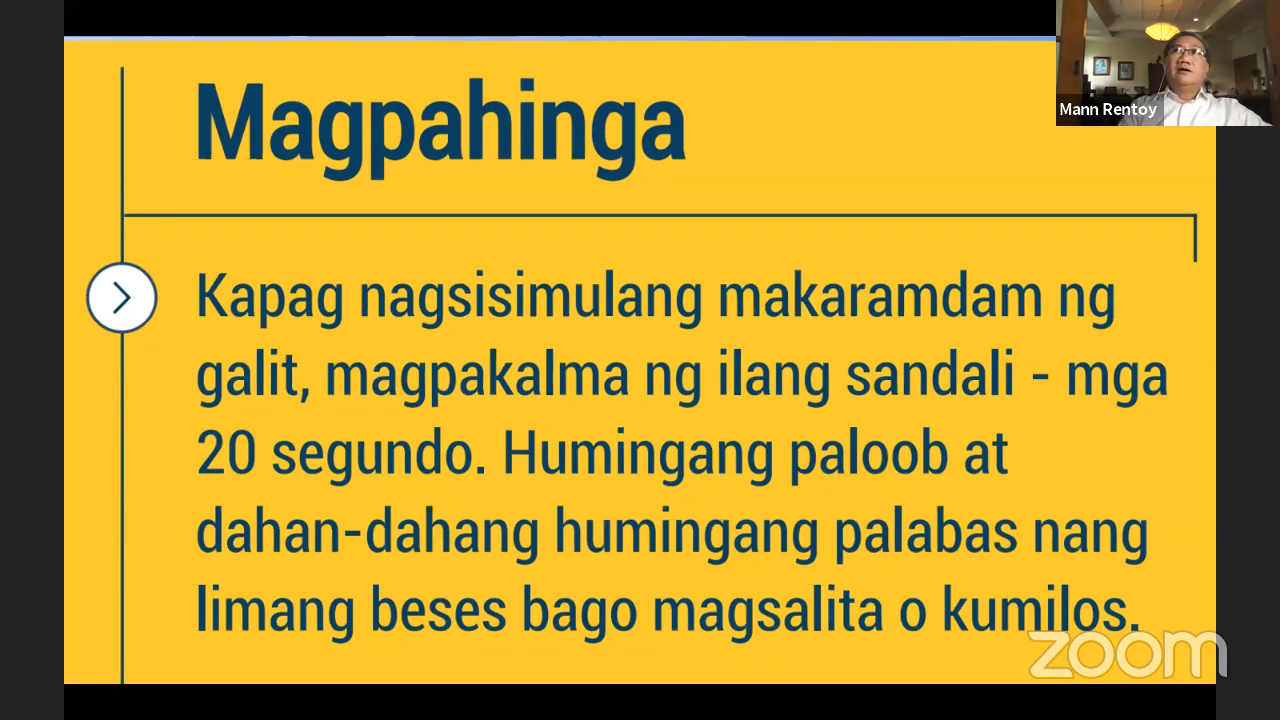 Magpahinga
Mann Rentoy
Kapag nagsisimulang makaramdam ng
galit, magpakalma ng ilang sandali - mga
20 segundo. Humingang paloob at
dahan-dahang humingang palabas nang
limang beses bago magsalita o kumilos.
zoom